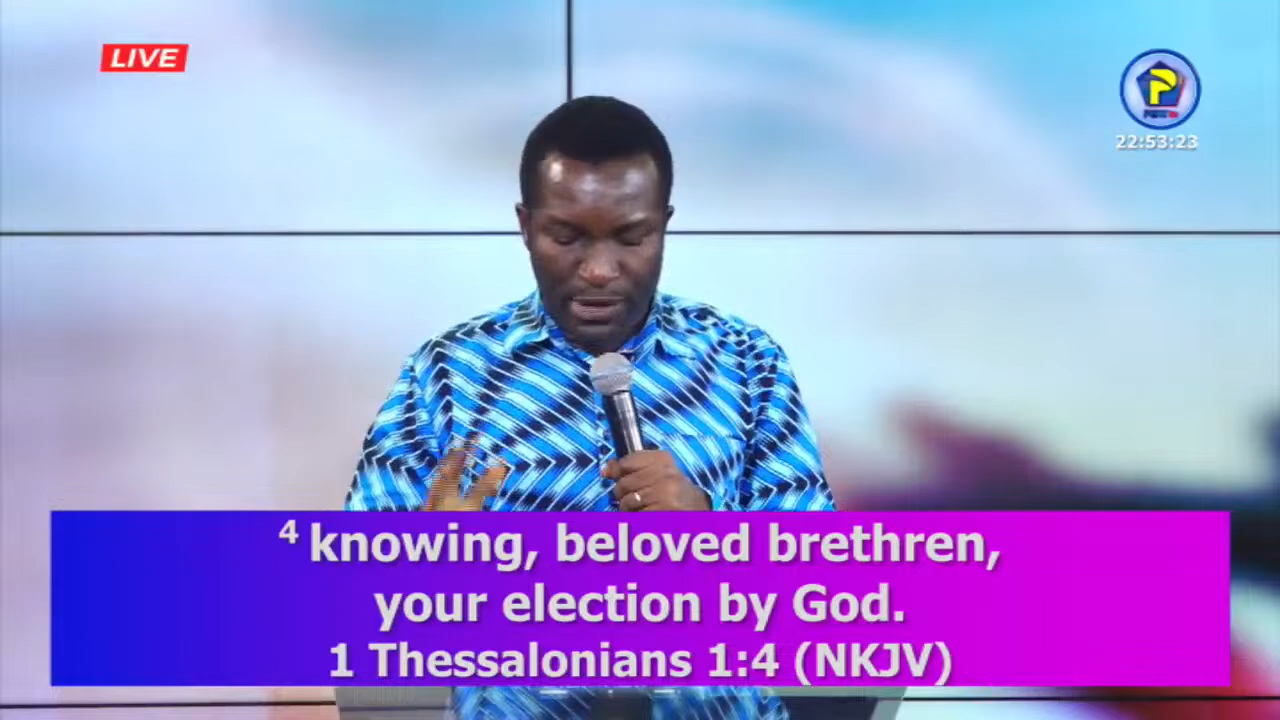 LIVE
P
22:53:23
4 knowing, beloved brethren,
your election by God.
1 Thessalonians 1:4 (NKJV)